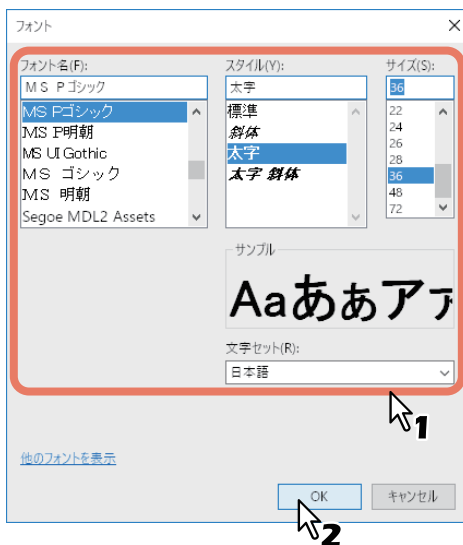 フォント
フォント名(F):
MS Pゴシック
MS Pゴシック
MS P明朝
MS UI Gothic
MS ゴシック
MS 明朝
Segoe MDL2 Assets
スタイル(Y):
太字
標準
斜体
太字
太字 斜体
サイズ(S):
36
22
24
26
28
36
48
72
サンプル
Aaあぁアァ
文字セット(R):
日本語
1
他のフォントを表示
OK
キャンセル
2